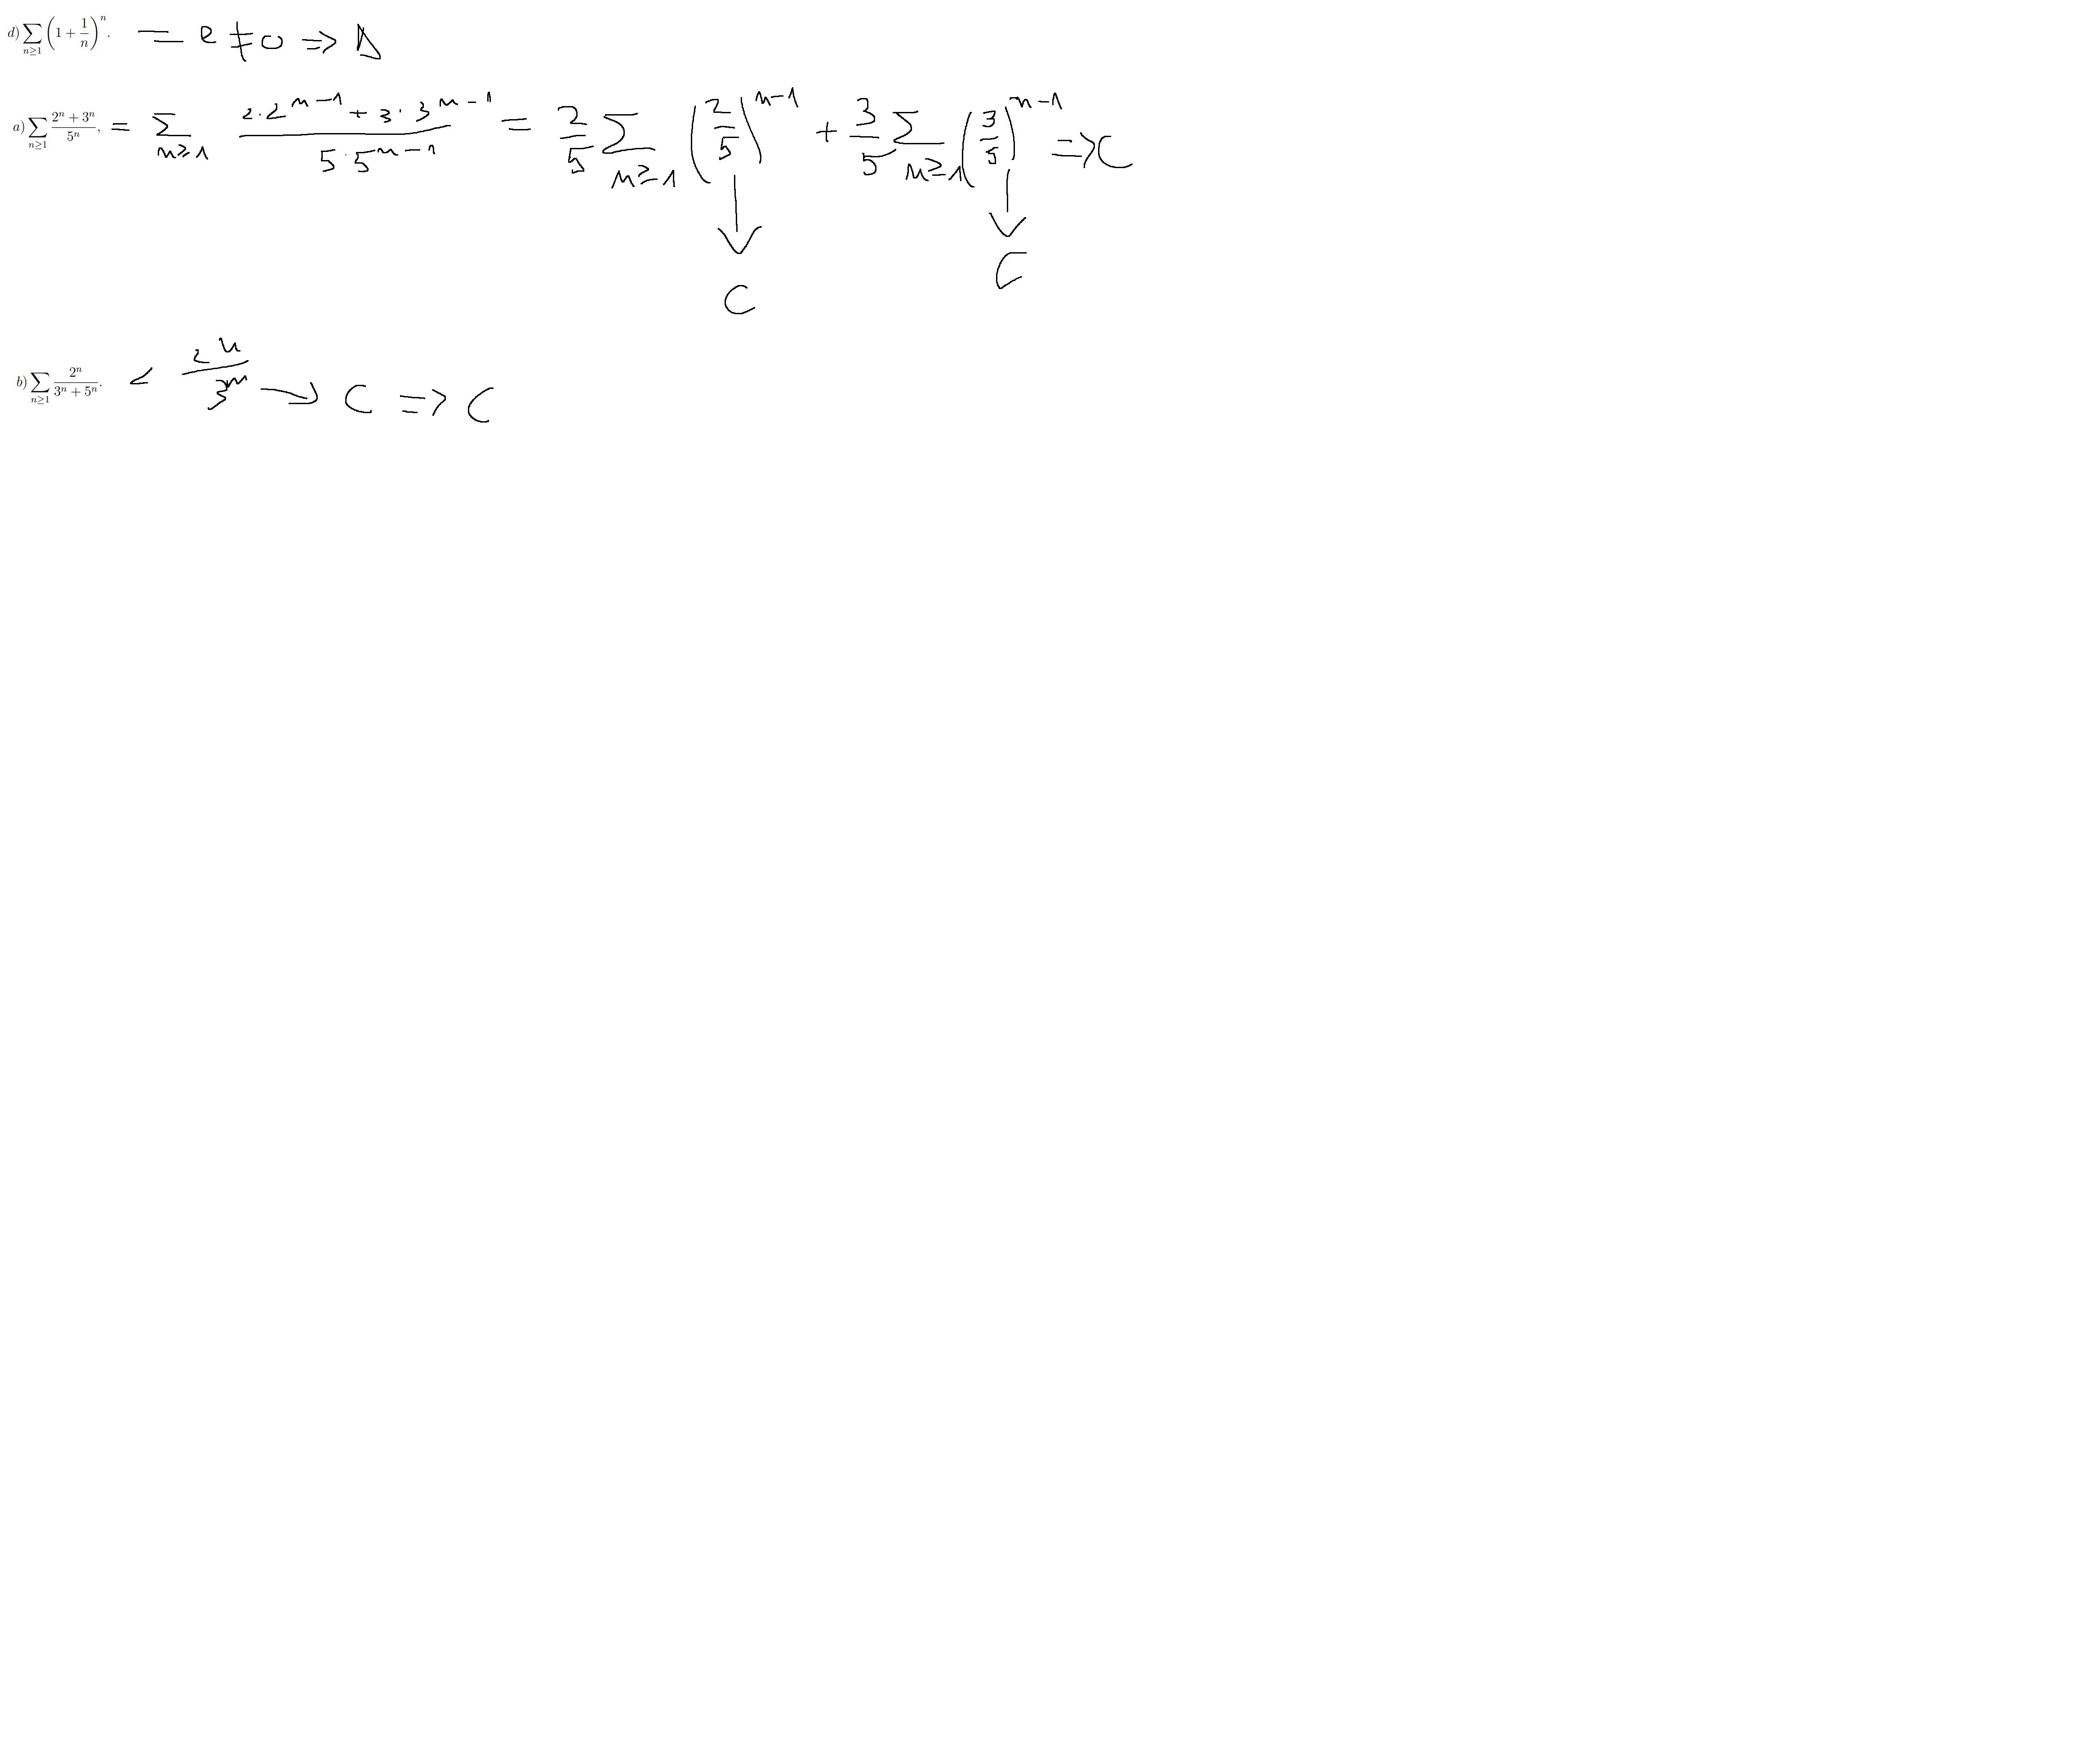 d) ∑_{n≥1} (1 + 1/n)^n. = e ≠ 0 => D
a) ∑_{n≥1} (2^n + 3^n)/5^n, = ∑_{n≥1} (2·2^{n-1} + 3·3^{n-1})/(5·5^{n-1}) = 2/5 ∑_{n≥1} (2/5)^{n-1} + 3/5 ∑_{n≥1} (3/5)^{n-1} => C
↓ C ↓ C
b) ∑_{n≥1} 2^n/(3^n + 5^n). < 2^n/3^n → C => C